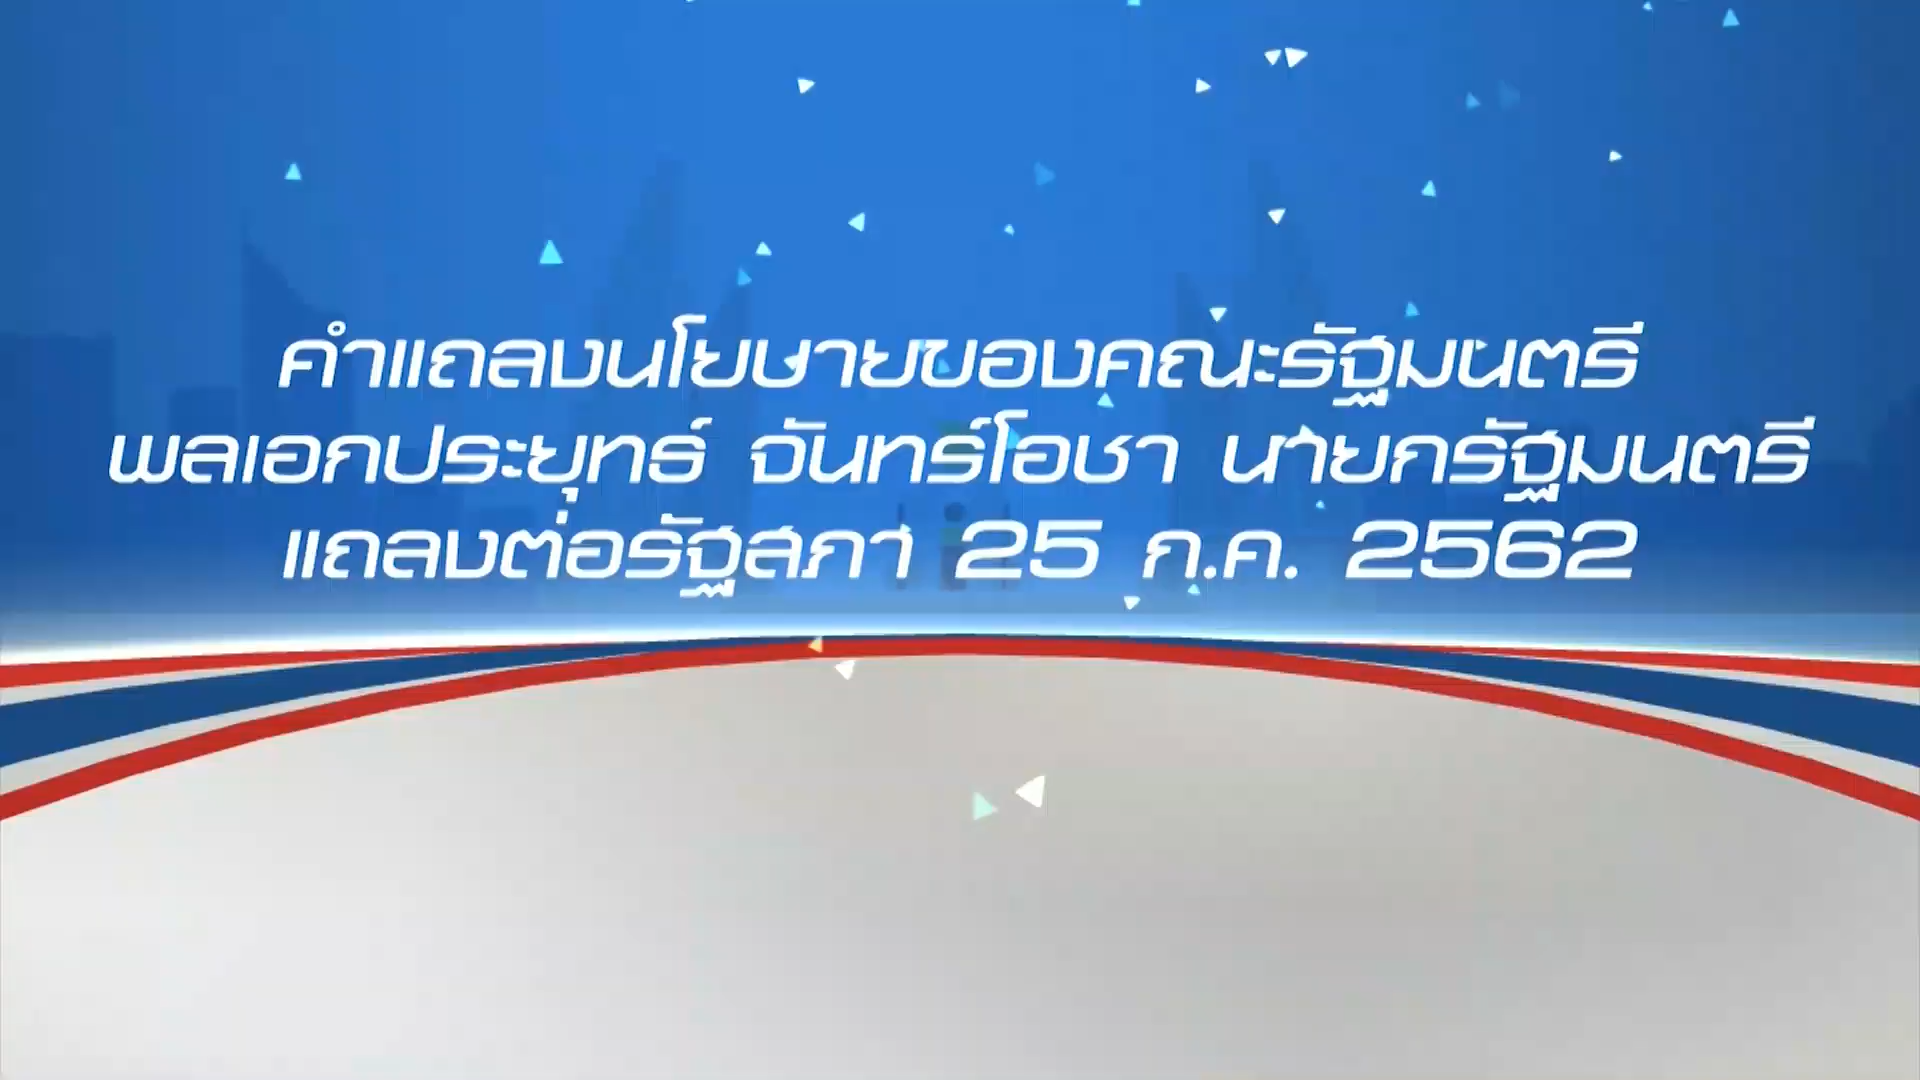 คำแถลงนโยบายของคณะรัฐมนตรี
พลเอกประยุทธ์ จันทร์โอชา นายกรัฐมนตรี
แถลงต่อรัฐสภา 25 ก.ค. 2562